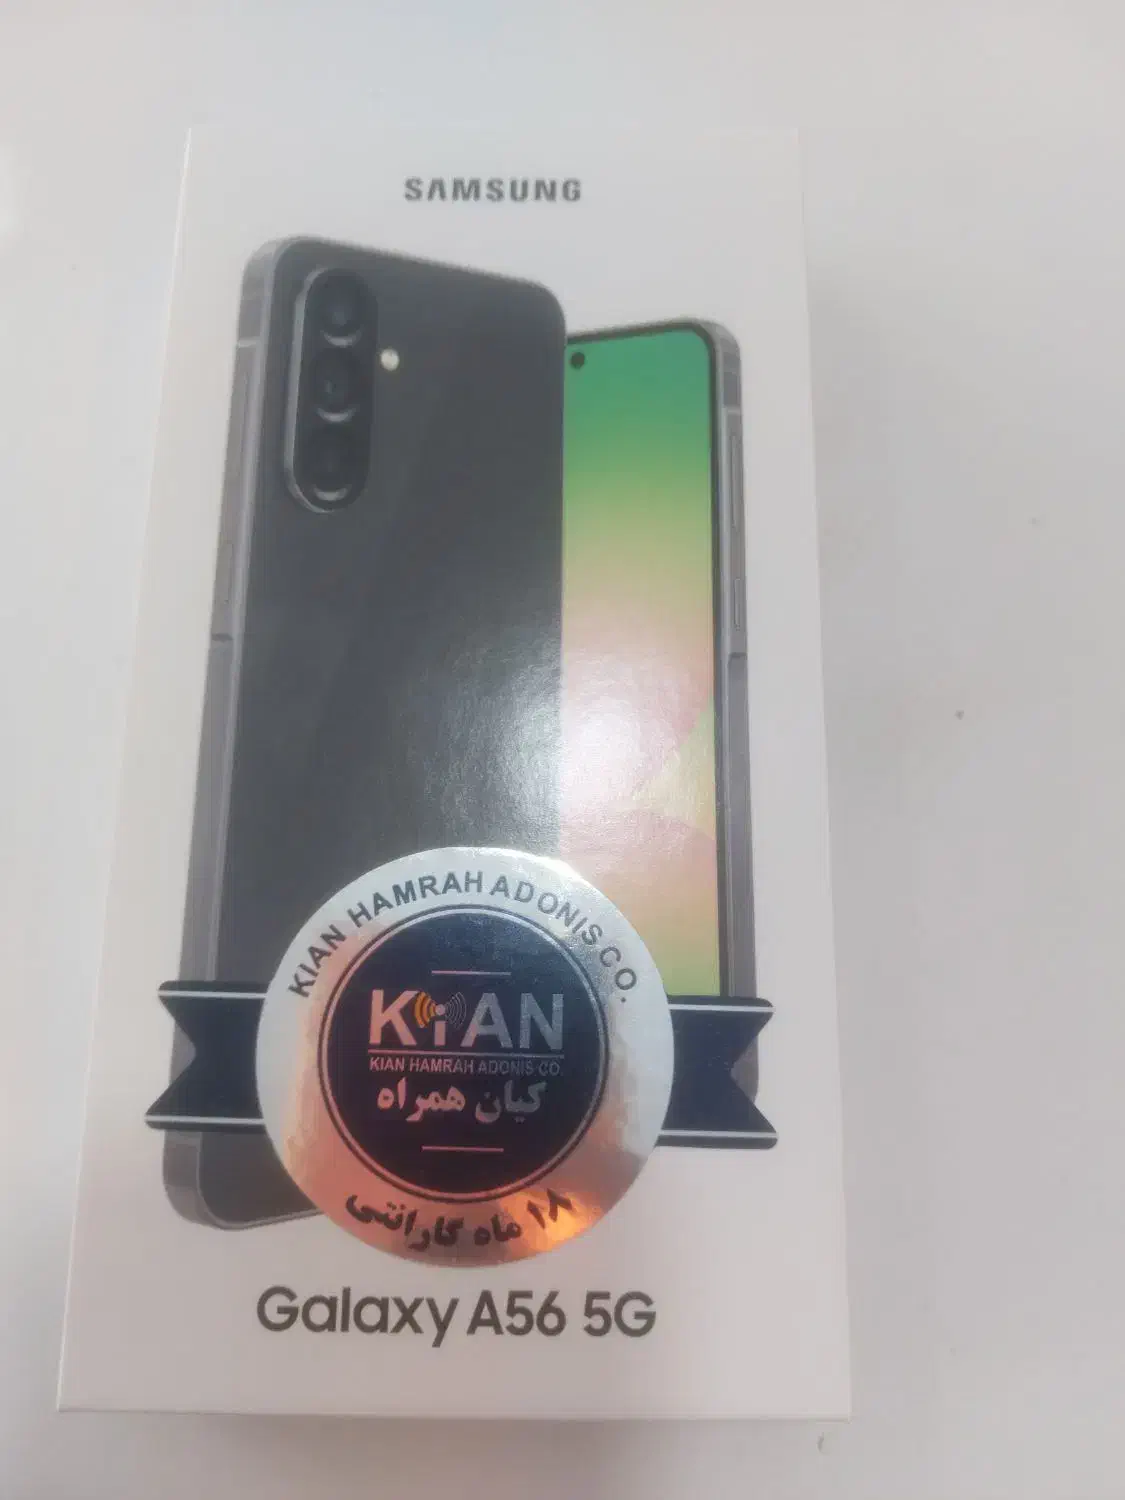 SAMSUNG
KIAN HAMRAH ADONIS CO.
KiAN
KIAN HAMRAH ADONIS CO.
کیان همراه
۱۸ ماه گارانتی
Galaxy A56 5G